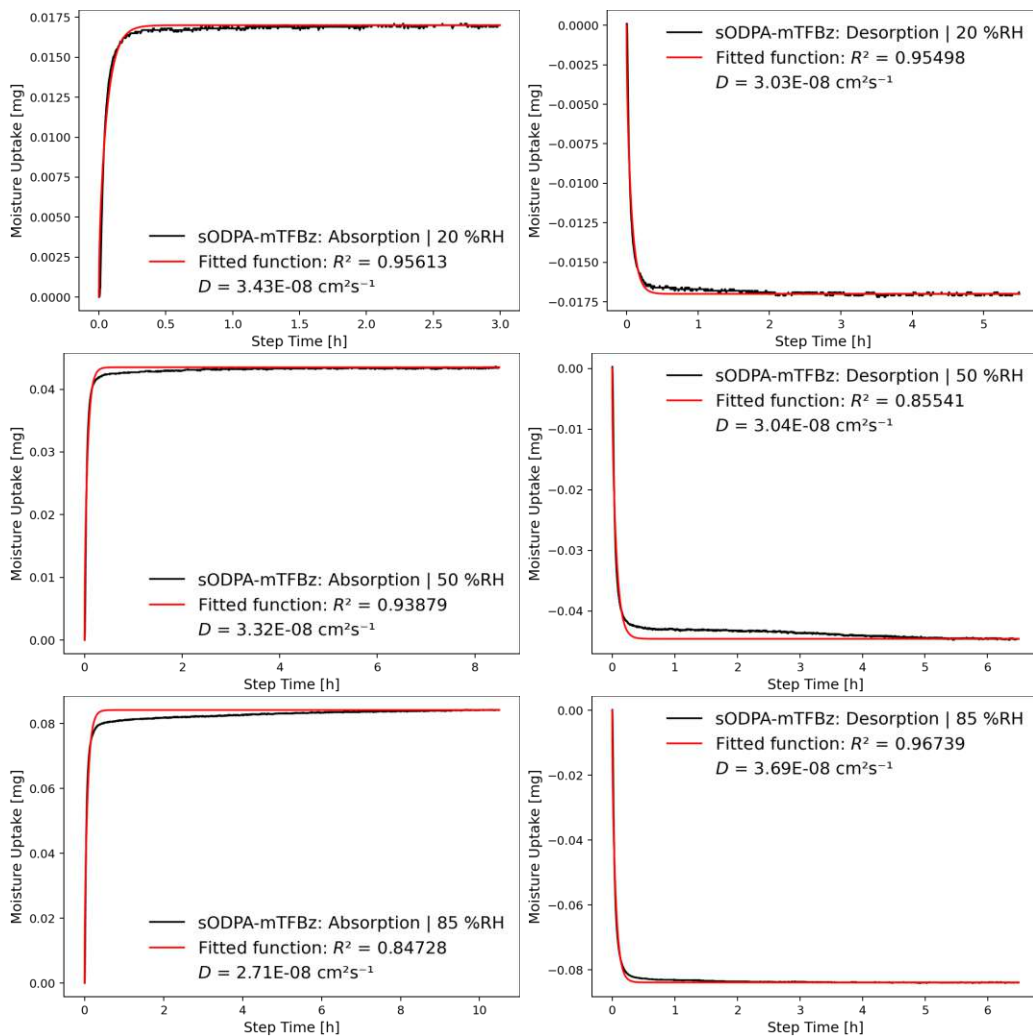 0.0175
0.0150
0.0125
0.0100
0.0075
0.0050
0.0025
0.0000
Moisture Uptake [mg]
sODPA-mTFBz: Absorption | 20 %RH
Fitted function: R² = 0.95613
D = 3.43E-08 cm²s⁻¹
0.0 0.5 1.0 1.5 2.0 2.5 3.0
Step Time [h]
0.0000
−0.0025
−0.0050
−0.0075
−0.0100
−0.0125
−0.0150
−0.0175
Moisture Uptake [mg]
sODPA-mTFBz: Desorption | 20 %RH
Fitted function: R² = 0.95498
D = 3.03E-08 cm²s⁻¹
0 1 2 3 4 5
Step Time [h]
0.04
0.03
0.02
0.01
0.00
Moisture Uptake [mg]
sODPA-mTFBz: Absorption | 50 %RH
Fitted function: R² = 0.93879
D = 3.32E-08 cm²s⁻¹
0 2 4 6 8
Step Time [h]
0.00
−0.01
−0.02
−0.03
−0.04
Moisture Uptake [mg]
sODPA-mTFBz: Desorption | 50 %RH
Fitted function: R² = 0.85541
D = 3.04E-08 cm²s⁻¹
0 1 2 3 4 5 6
Step Time [h]
0.08
0.06
0.04
0.02
0.00
Moisture Uptake [mg]
sODPA-mTFBz: Absorption | 85 %RH
Fitted function: R² = 0.84728
D = 2.71E-08 cm²s⁻¹
0 2 4 6 8 10
Step Time [h]
0.00
−0.02
−0.04
−0.06
−0.08
Moisture Uptake [mg]
sODPA-mTFBz: Desorption | 85 %RH
Fitted function: R² = 0.96739
D = 3.69E-08 cm²s⁻¹
0 1 2 3 4 5 6
Step Time [h]